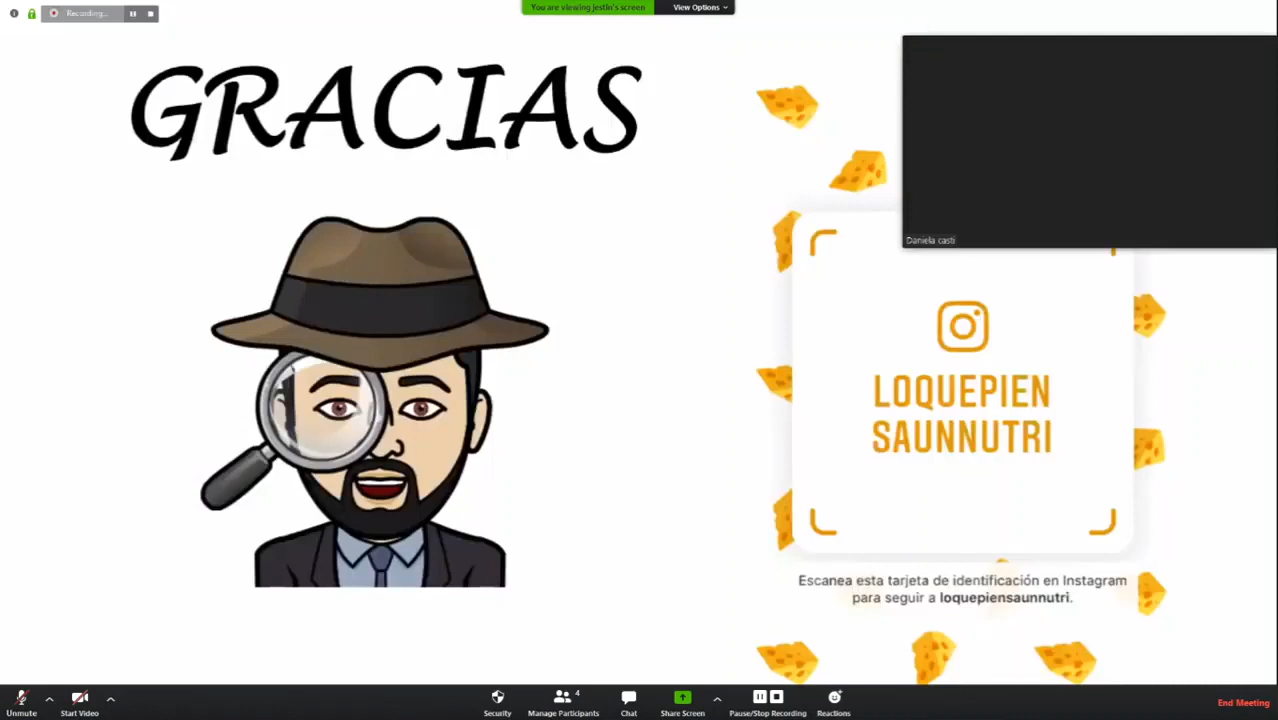 Recording...
You are viewing jestin's screen
View Options
GRACIAS
Daniela casti
LOQUEPIEN
SAUNNUTRI
Escanea esta tarjeta de identificación en Instagram
para seguir a loquepiensaunnutri.
Unmute
Start Video
Security
4
Manage Participants
Chat
Share Screen
Pause/Stop Recording
Reactions
End Meeting